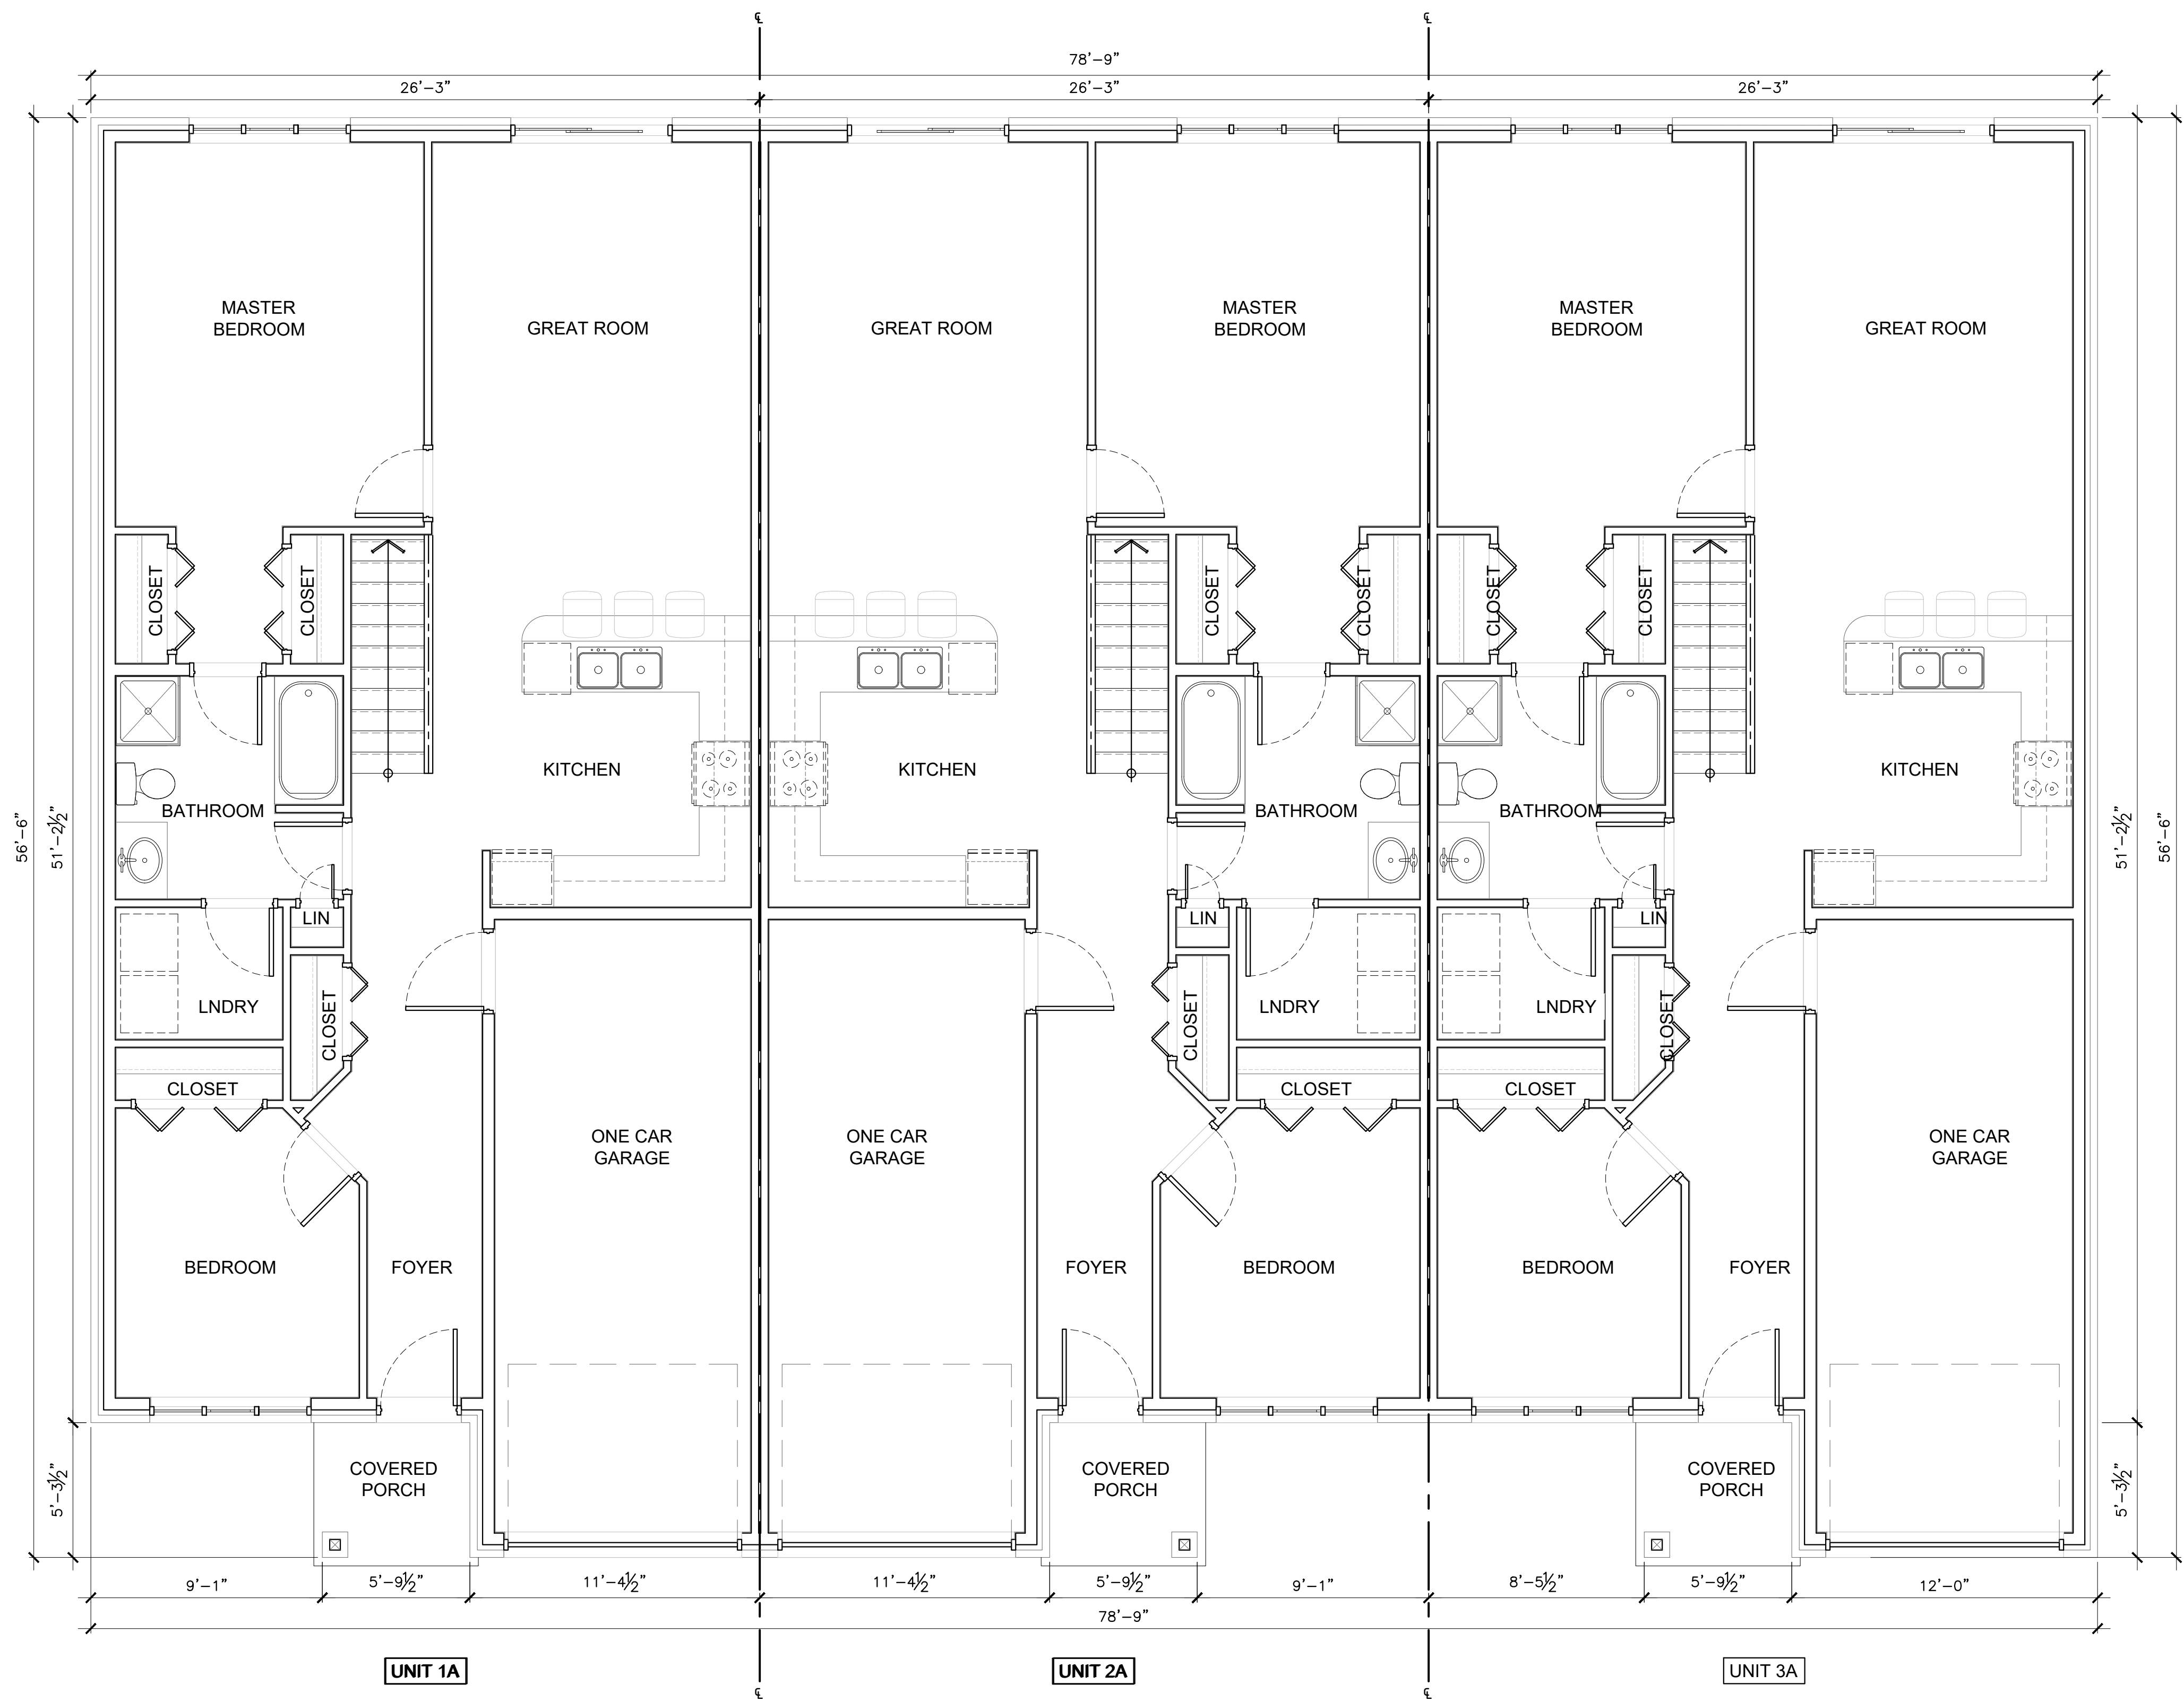 ℄
℄
78'-9"
26'-3"
26'-3"
26'-3"
MASTER
BEDROOM
GREAT ROOM
GREAT ROOM
MASTER
BEDROOM
MASTER
BEDROOM
GREAT ROOM
CLOSET
CLOSET
CLOSET
CLOSET
CLOSET
CLOSET
KITCHEN
KITCHEN
KITCHEN
BATHROOM
BATHROOM
BATHROOM
56'-6"
51'-2½"
51'-2½"
56'-6"
LIN
LIN
LIN
LNDRY
CLOSET
CLOSET
LNDRY
LNDRY
CLOSET
CLOSET
CLOSET
CLOSET
ONE CAR
GARAGE
ONE CAR
GARAGE
ONE CAR
GARAGE
BEDROOM
FOYER
FOYER
BEDROOM
BEDROOM
FOYER
COVERED
PORCH
COVERED
PORCH
COVERED
PORCH
5'-3½"
5'-3½"
9'-1"
5'-9½"
11'-4½"
11'-4½"
5'-9½"
9'-1"
8'-5½"
5'-9½"
12'-0"
78'-9"
UNIT 1A
UNIT 2A
UNIT 3A
℄
℄